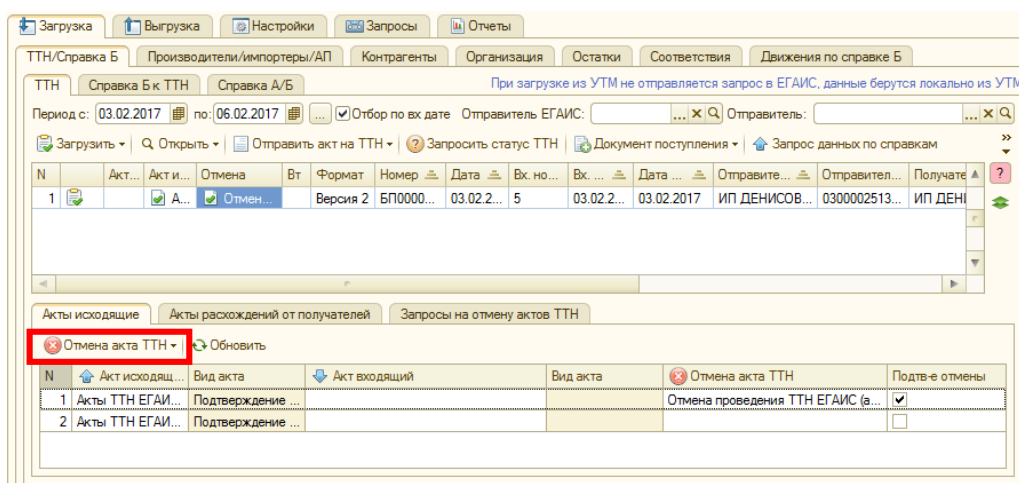 Загрузка Выгрузка Настройки Запросы Отчеты
ТТН/Справка Б Производители/импортеры/АП Контрагенты Организация Остатки Соответствия Движения по справке Б
ТТН Справка Б к ТТН Справка А/Б При загрузке из УТМ не отправляется запрос в ЕГАИС, данные берутся локально из УТМ
Период с: 03.02.2017 по: 06.02.2017 ... Отбор по вх дате Отправитель ЕГАИС: ... Отправитель: ...
Загрузить Открыть Отправить акт на ТТН ? Запросить статус ТТН Документ поступления Запрос данных по справкам »
N Акт... Акт и... Отмена Вт Формат Номер Дата Вх. но... Вх. ... Дата ... Отправите... Отправител... Получате ?
1 А... Отмен... Версия 2 БП0000... 03.02.2... 5 03.02.2... 03.02.2017 ИП ДЕНИСОВ... 0300002513... ИП ДЕН
Акты исходящие Акты расхождений от получателей Запросы на отмену актов ТТН
Отмена акта ТТН Обновить
N Акт исходящ... Вид акта Акт входящий Вид акта Отмена акта ТТН Подтв-е отмены
1 Акты ТТН ЕГАИ... Подтверждение ... Отмена проведения ТТН ЕГАИС (а...
2 Акты ТТН ЕГАИ... Подтверждение ...